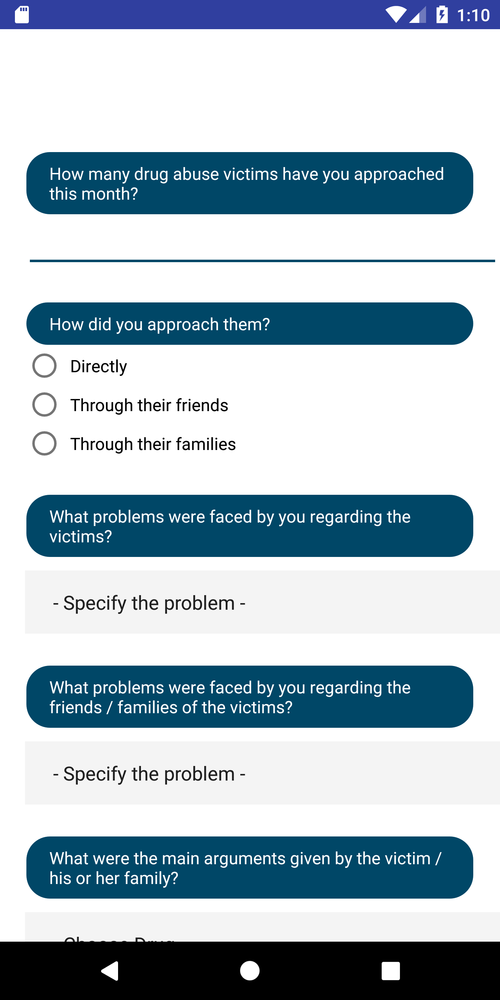 1:10
How many drug abuse victims have you approached
this month?
How did you approach them?
Directly
Through their friends
Through their families
What problems were faced by you regarding the
victims?
- Specify the problem -
What problems were faced by you regarding the
friends / families of the victims?
- Specify the problem -
What were the main arguments given by the victim /
his or her family?
Choose Drug